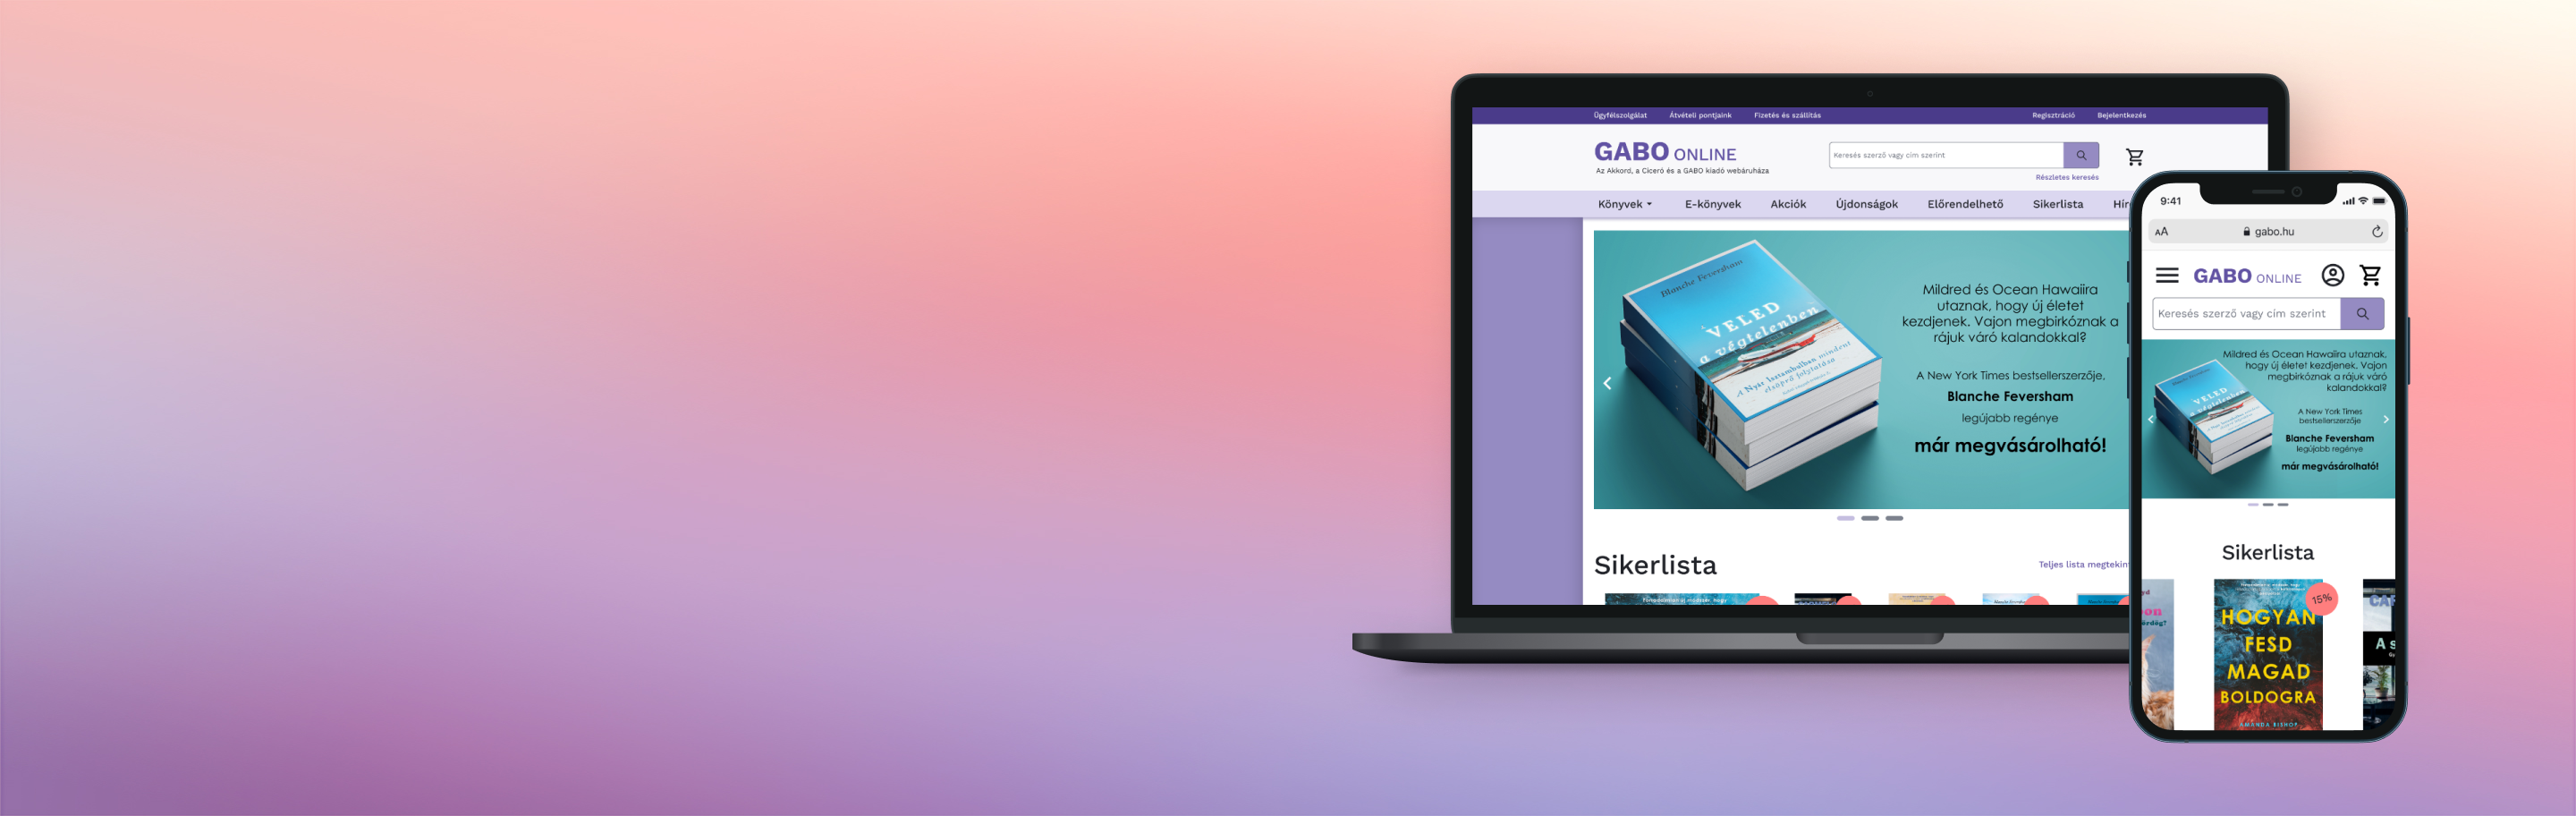 Ügyfélszolgálat Átvételi pontjaink Fizetés és szállítás Regisztráció Bejelentkezés
GABO ONLINE
Az Akkord, a Ciceró és a GABO kiadó webáruháza
Keresés szerző vagy cím szerint
Részletes keresés
Könyvek E-könyvek Akciók Újdonságok Előrendelhető Sikerlista
Blanche Feversham
VELED
a végtelenben
A Nyár Isztambulban mindent
elsöprő folytatása
Mildred és Ocean Hawaiira
utaznak, hogy új életet
kezdjenek. Vajon megbirkóznak a
rájuk váró kalandokkal?
A New York Times bestsellerszerzője,
Blanche Feversham
legújabb regénye
már megvásárolható!
Sikerlista
Teljes lista
9:41
AA gabo.hu
GABO ONLINE
Keresés szerző vagy cím szerint
Mildred és Ocean Hawaiira utaznak,
hogy új életet kezdjenek. Vajon
megbirkóznak a rájuk váró
kalandokkal?
VELED
a végtelenben
A New York Times
bestsellerszerzője
Blanche Feversham
legújabb regénye
már megvásárolható!
Sikerlista
15%
HOGYAN
FESD
MAGAD
BOLDOGRA
AMANDA BISHOP